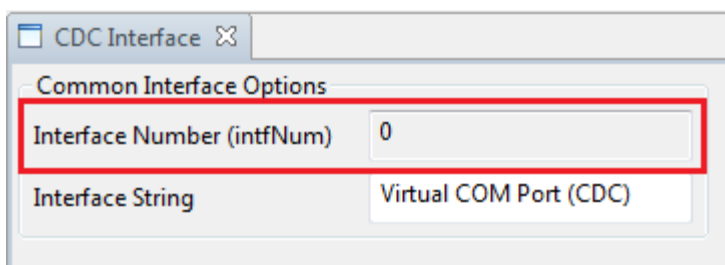 CDC Interface
Common Interface Options
Interface Number (intfNum) 0
Interface String Virtual COM Port (CDC)